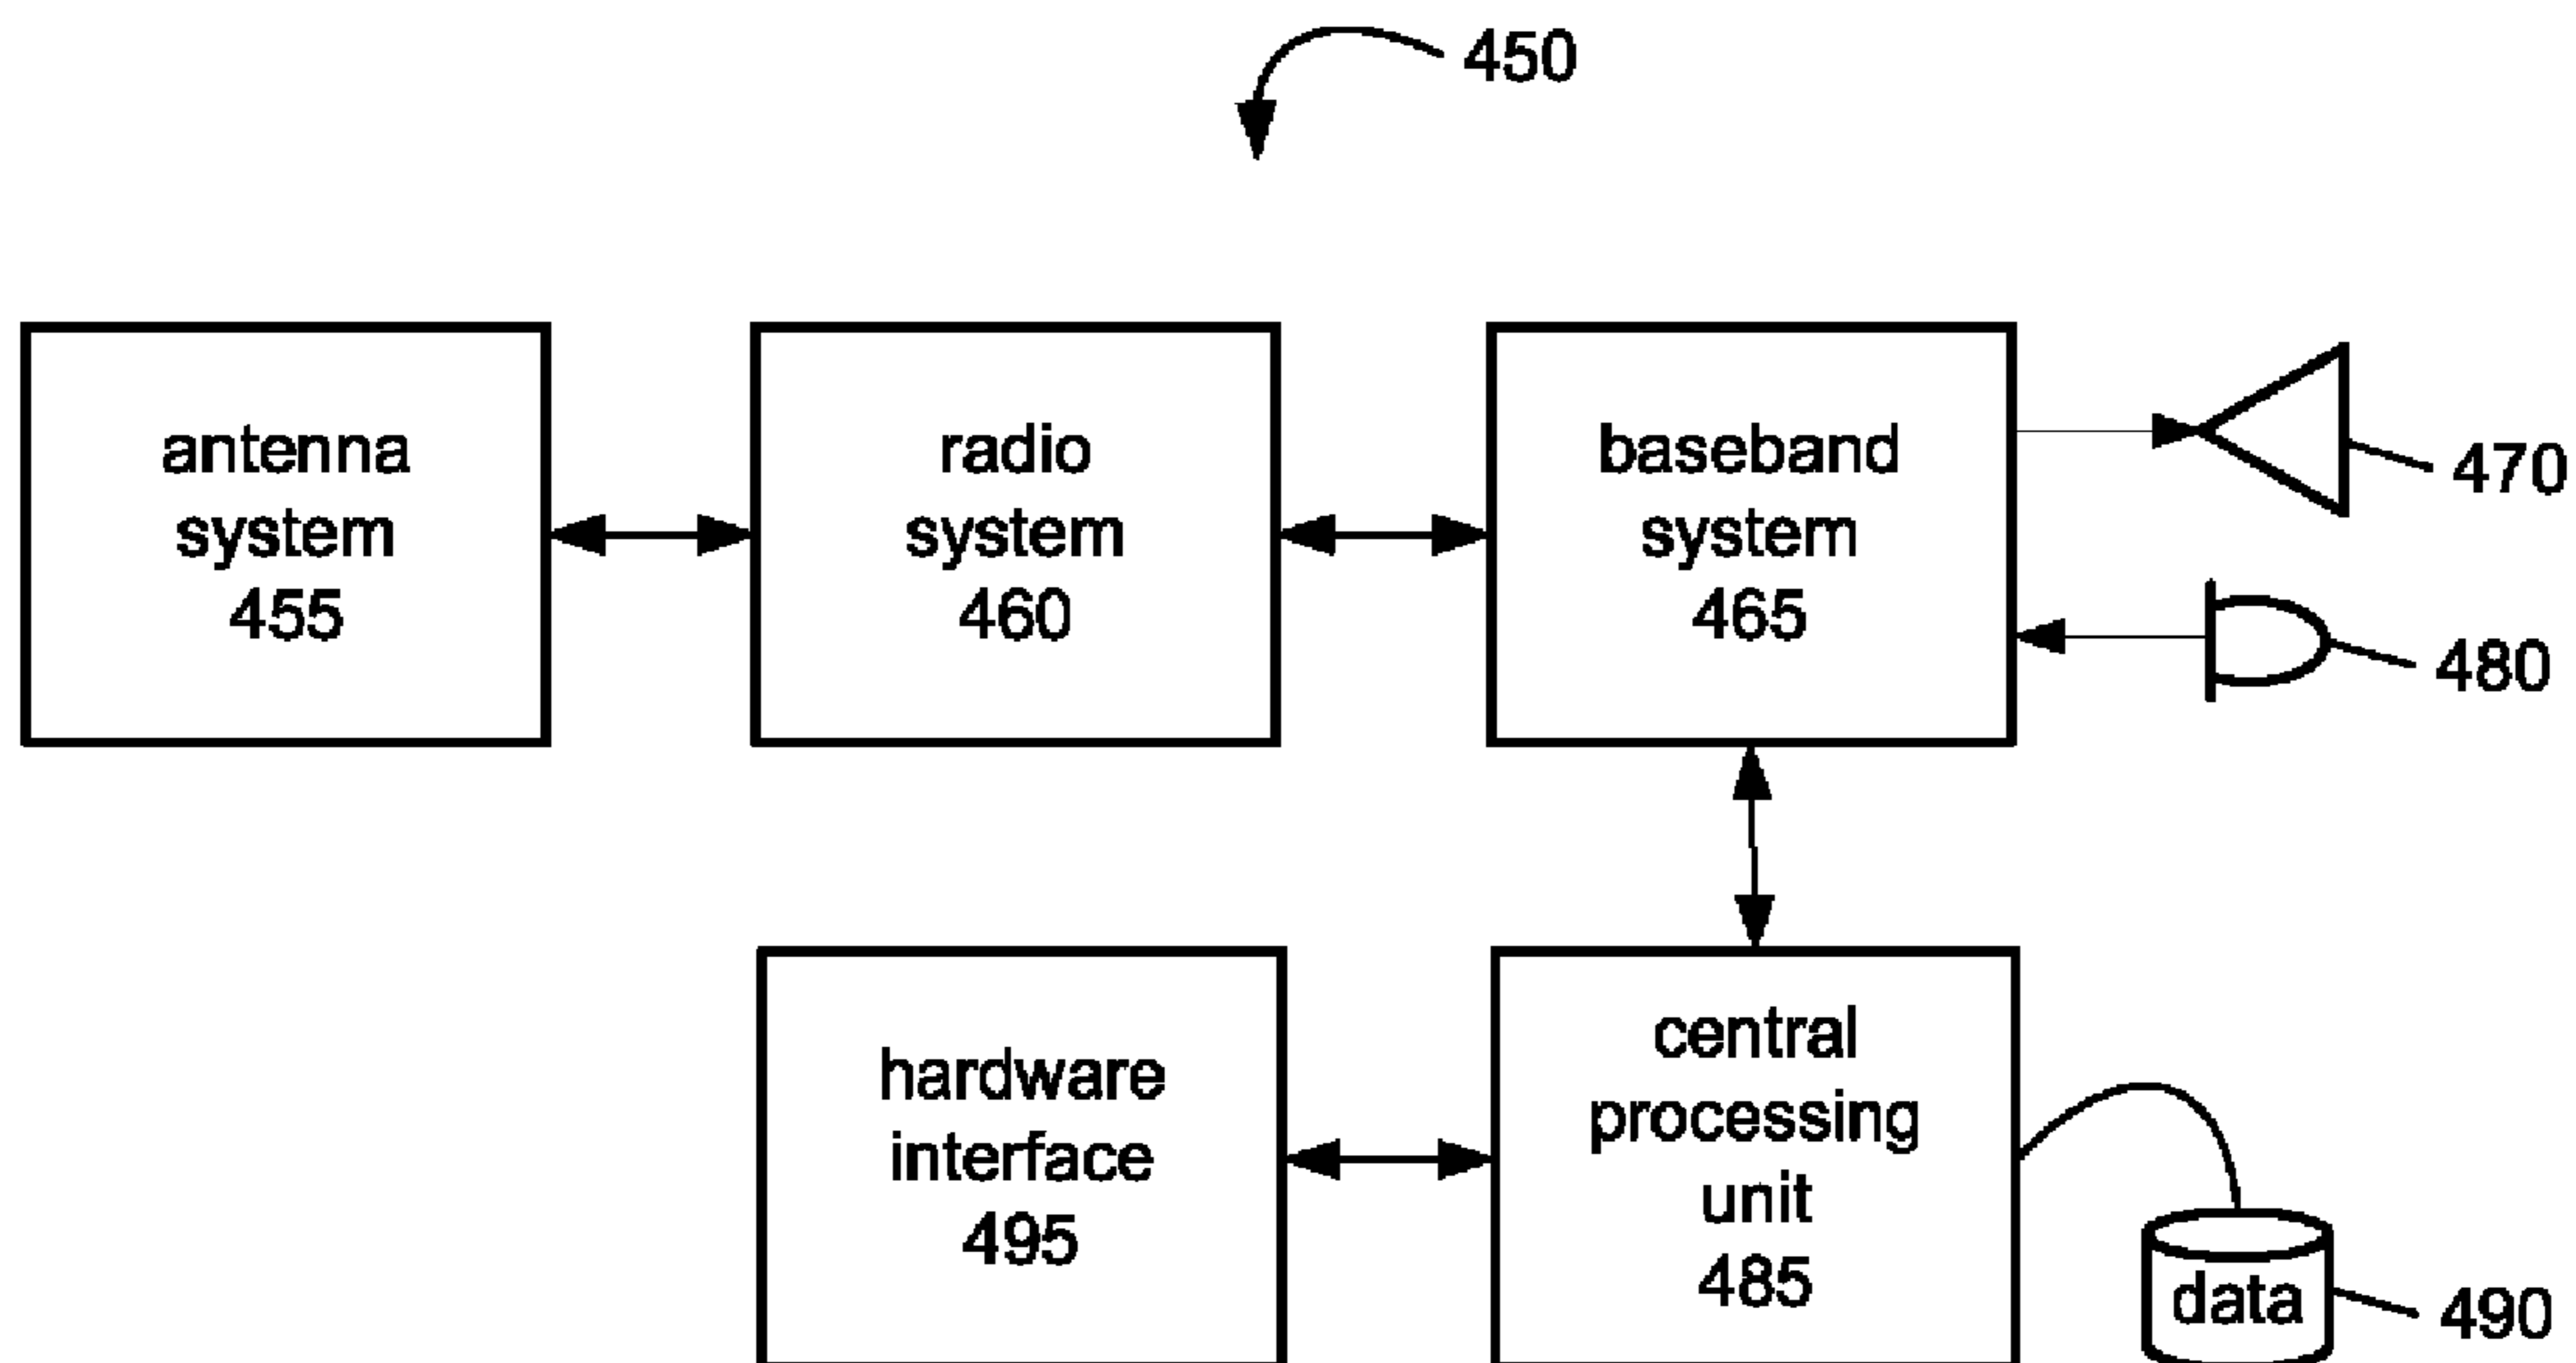 450
antenna
system
455
radio
system
460
baseband
system
465
470
480
hardware
interface
495
central
processing
unit
485
data
490